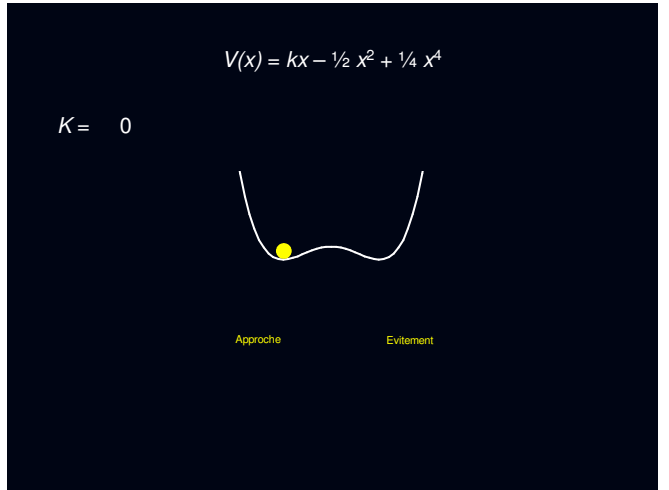 V(x) = kx – ½ x² + ¼ x⁴
K = 0
Approche Evitement